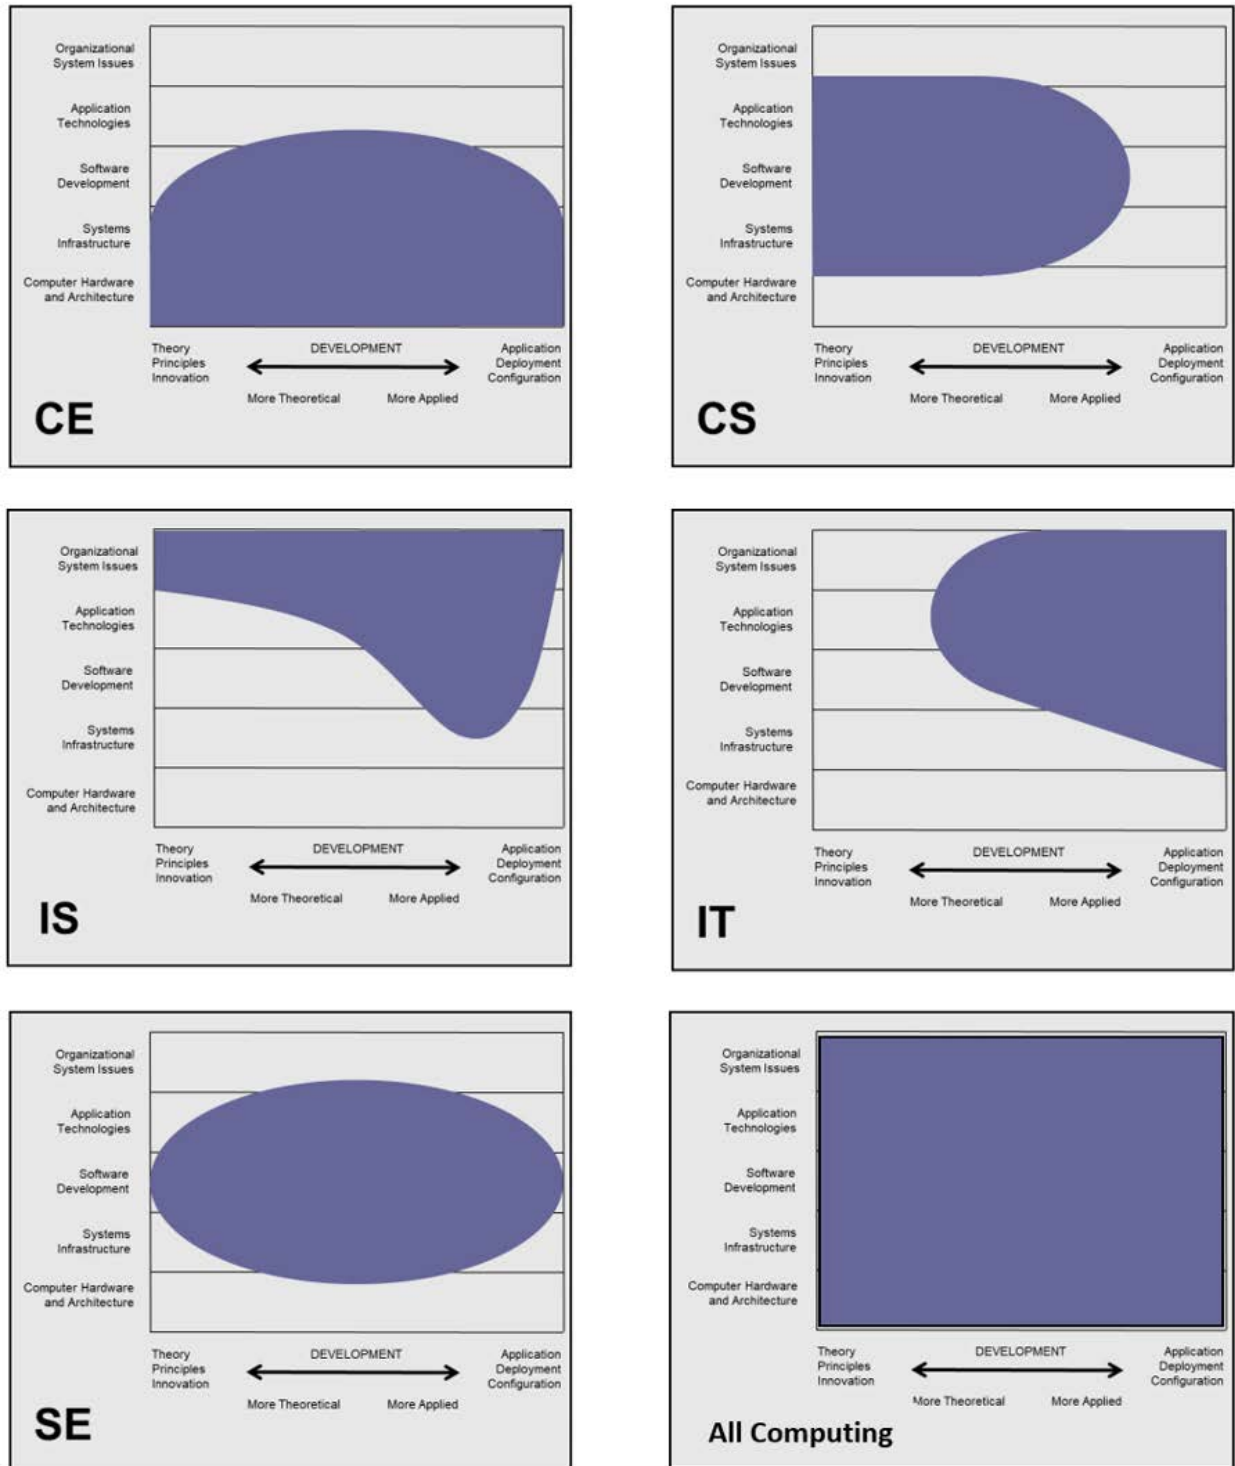 Organizational
System Issues
Application
Technologies
Software
Development
Systems
Infrastructure
Computer Hardware
and Architecture
Theory
Principles
Innovation
DEVELOPMENT
Application
Deployment
Configuration
More Theoretical
More Applied
CE
Organizational
System Issues
Application
Technologies
Software
Development
Systems
Infrastructure
Computer Hardware
and Architecture
Theory
Principles
Innovation
DEVELOPMENT
Application
Deployment
Configuration
More Theoretical
More Applied
CS
Organizational
System Issues
Application
Technologies
Software
Development
Systems
Infrastructure
Computer Hardware
and Architecture
Theory
Principles
Innovation
DEVELOPMENT
Application
Deployment
Configuration
More Theoretical
More Applied
IS
Organizational
System Issues
Application
Technologies
Software
Development
Systems
Infrastructure
Computer Hardware
and Architecture
Theory
Principles
Innovation
DEVELOPMENT
Application
Deployment
Configuration
More Theoretical
More Applied
IT
Organizational
System Issues
Application
Technologies
Software
Development
Systems
Infrastructure
Computer Hardware
and Architecture
Theory
Principles
Innovation
DEVELOPMENT
Application
Deployment
Configuration
More Theoretical
More Applied
SE
Organizational
System Issues
Application
Technologies
Software
Development
Systems
Infrastructure
Computer Hardware
and Architecture
Theory
Principles
Innovation
DEVELOPMENT
Application
Deployment
Configuration
More Theoretical
More Applied
All Computing